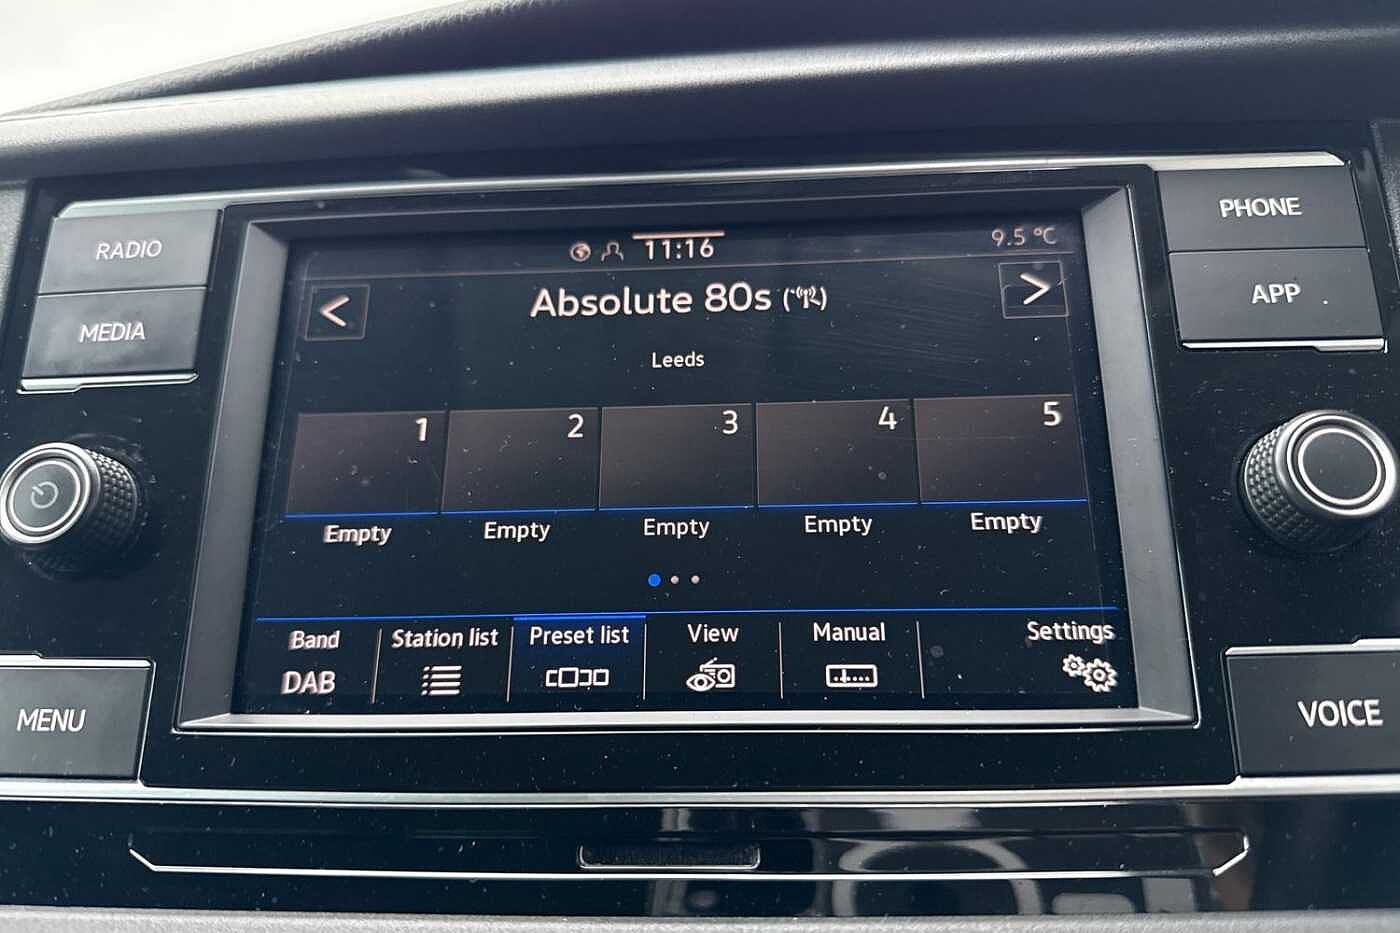 RADIO
MEDIA
MENU
11:16
9.5 °C
<
Absolute 80s
>
Leeds
1 2 3 4 5
Empty Empty Empty Empty Empty
Band Station list Preset list View Manual Settings
DAB
PHONE
APP
VOICE